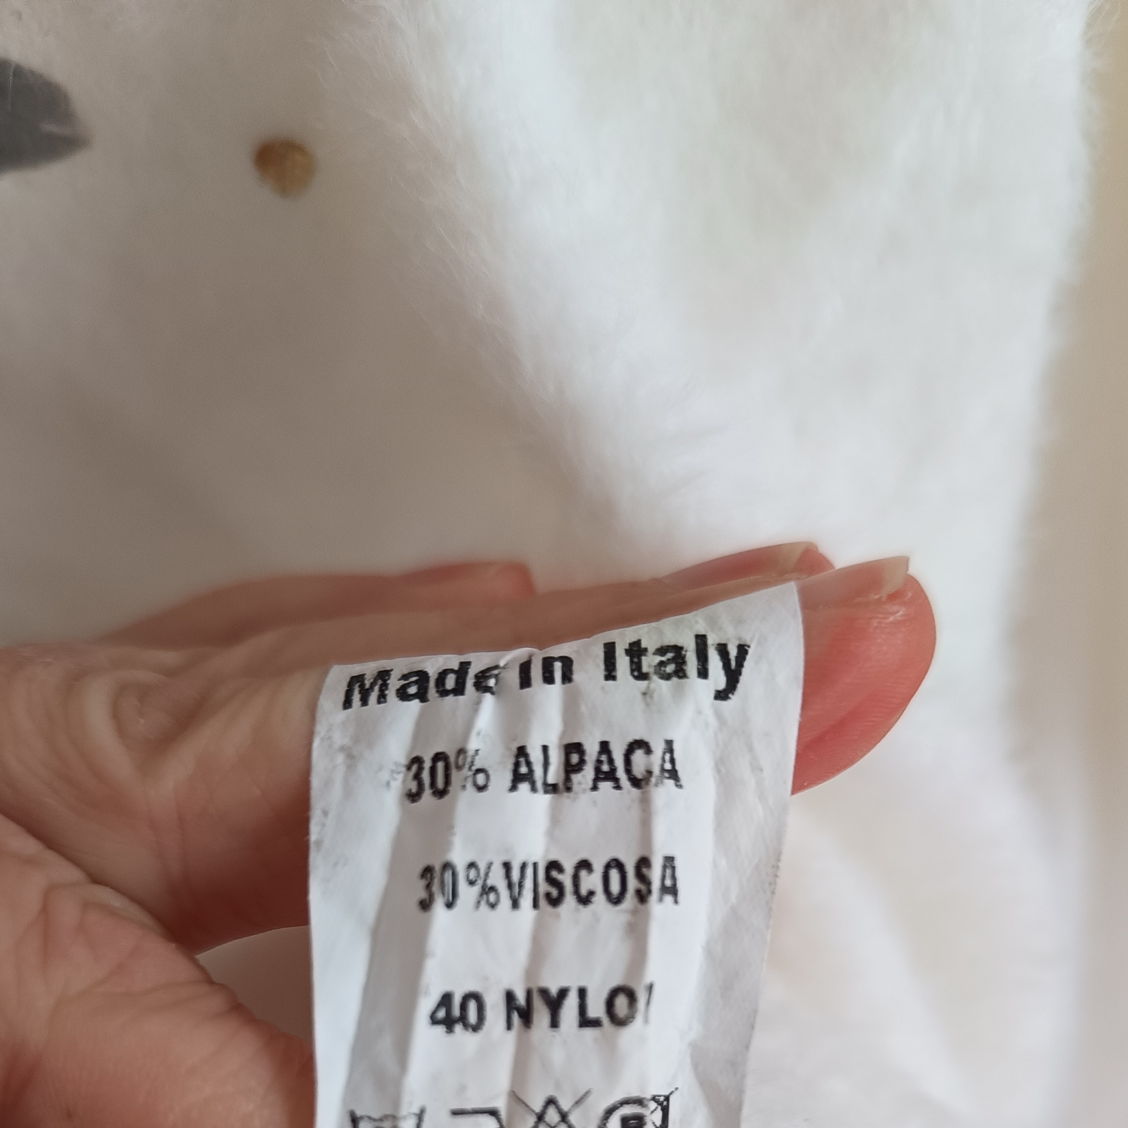 Made in Italy
30% ALPACA
30%VISCOSA
40 NYLON